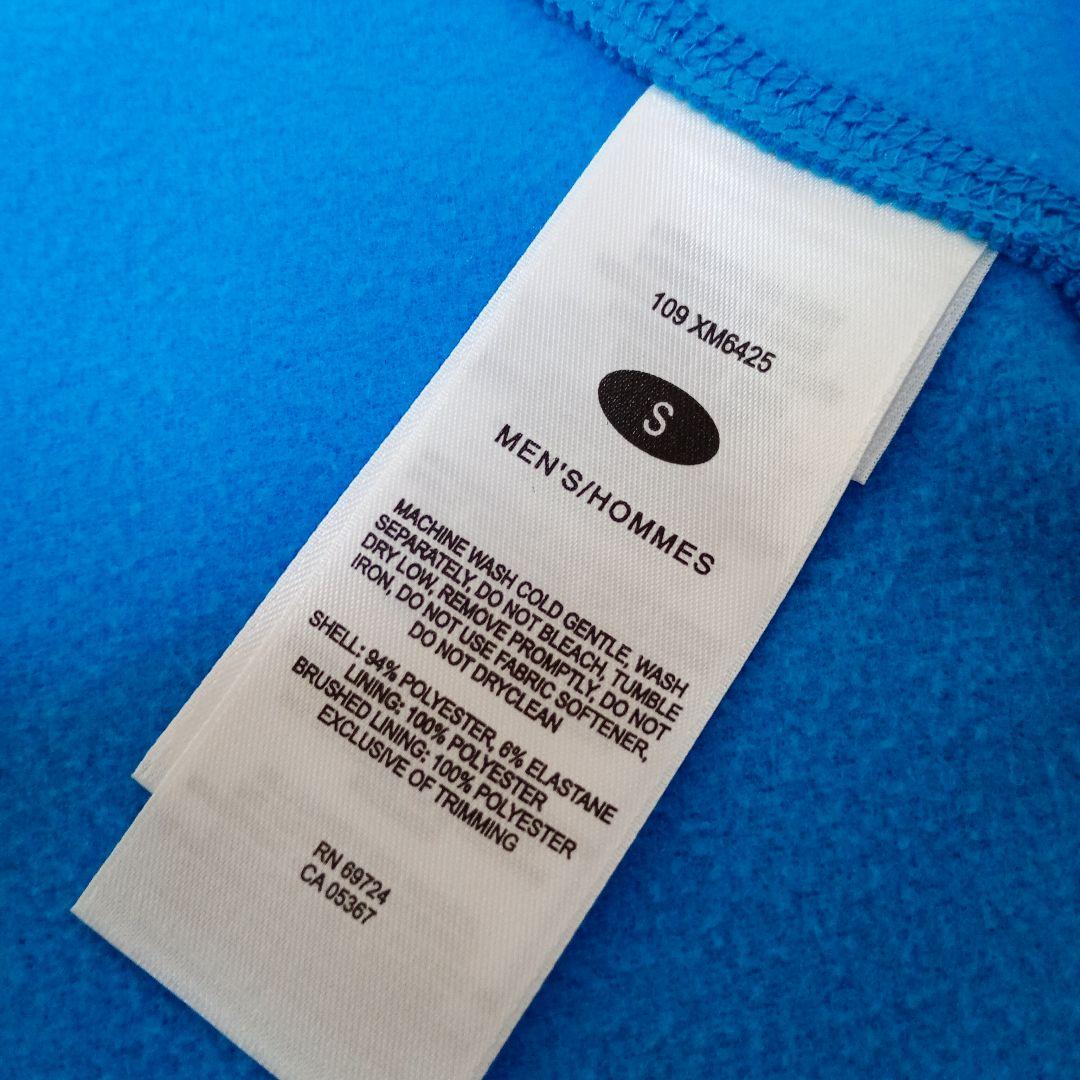 109 XM6425
S
MEN'S/HOMMES
MACHINE WASH COLD GENTLE, WASH
SEPARATELY, DO NOT BLEACH, TUMBLE
DRY LOW, REMOVE PROMPTLY, DO NOT
IRON, DO NOT USE FABRIC SOFTENER,
DO NOT DRYCLEAN
SHELL: 94% POLYESTER, 6% ELASTANE
LINING: 100% POLYESTER
BRUSHED LINING: 100% POLYESTER
EXCLUSIVE OF TRIMMING
RN 69724
CA 05367